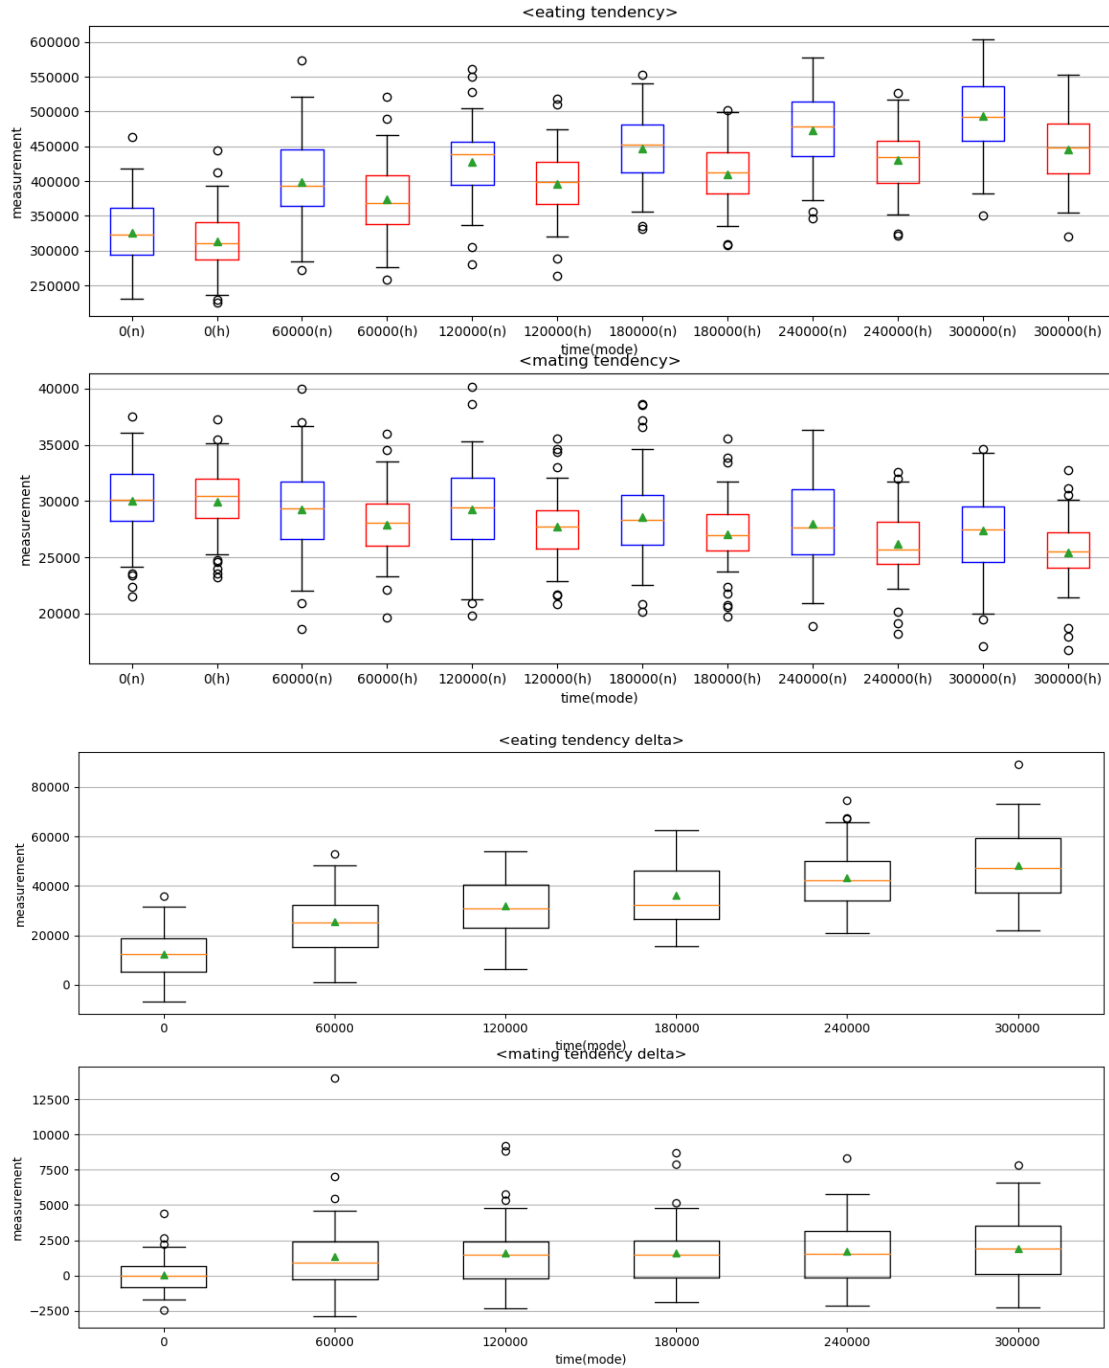 <eating tendency>
600000
550000
500000
450000
400000
350000
300000
250000
measurement
0(n) 0(h) 60000(n) 60000(h) 120000(n) 120000(h) 180000(n) 180000(h) 240000(n) 240000(h) 300000(n) 300000(h)
time(mode)
<mating tendency>
40000
35000
30000
25000
20000
measurement
0(n) 0(h) 60000(n) 60000(h) 120000(n) 120000(h) 180000(n) 180000(h) 240000(n) 240000(h) 300000(n) 300000(h)
time(mode)
<eating tendency delta>
80000
60000
40000
20000
0
measurement
0 60000 120000 180000 240000 300000
time(mode)
<mating tendency delta>
12500
10000
7500
5000
2500
0
−2500
measurement
0 60000 120000 180000 240000 300000
time(mode)